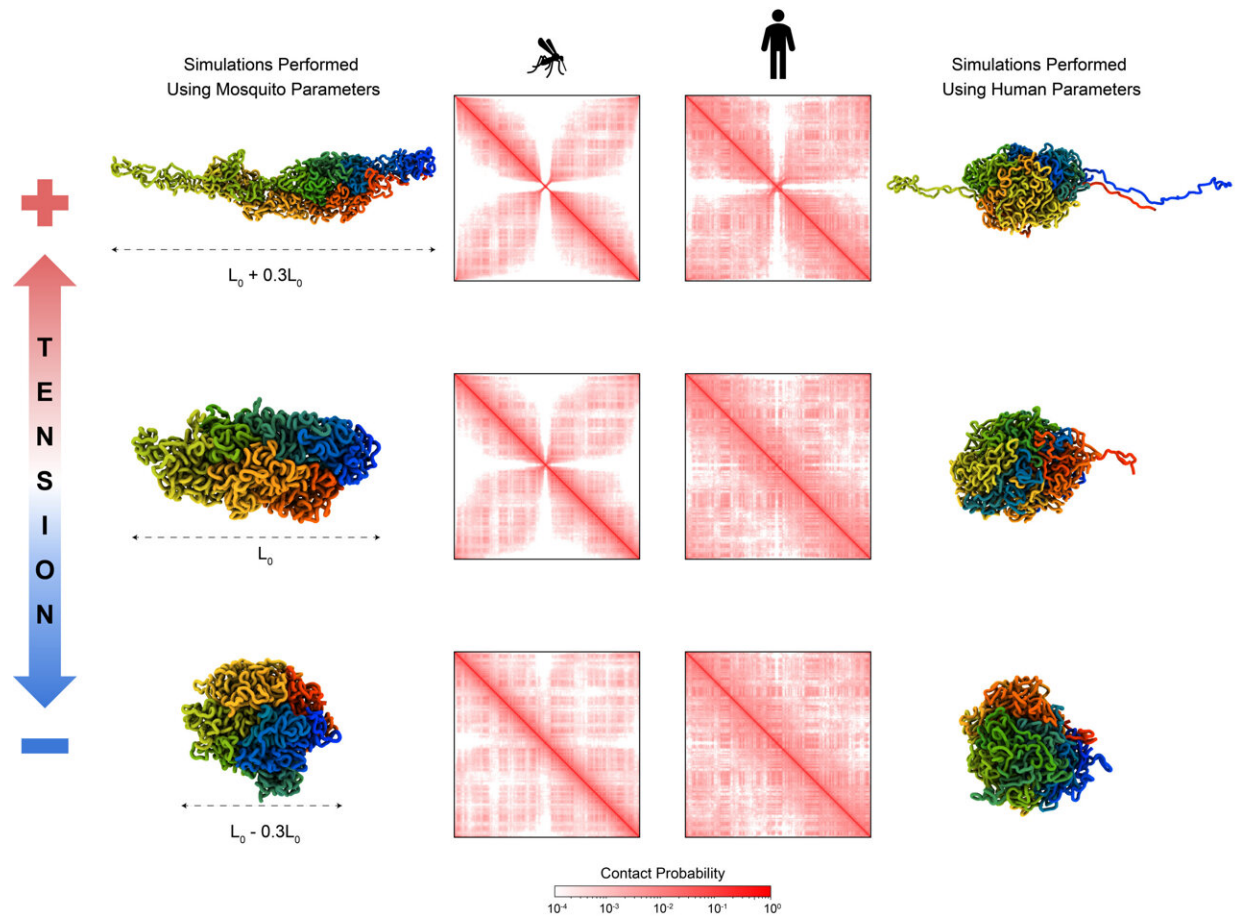 Simulations Performed
Using Mosquito Parameters
Simulations Performed
Using Human Parameters
+
TENSION
−
L₀ + 0.3L₀
L₀
L₀ - 0.3L₀
Contact Probability
10⁻⁴ 10⁻³ 10⁻² 10⁻¹ 10⁰